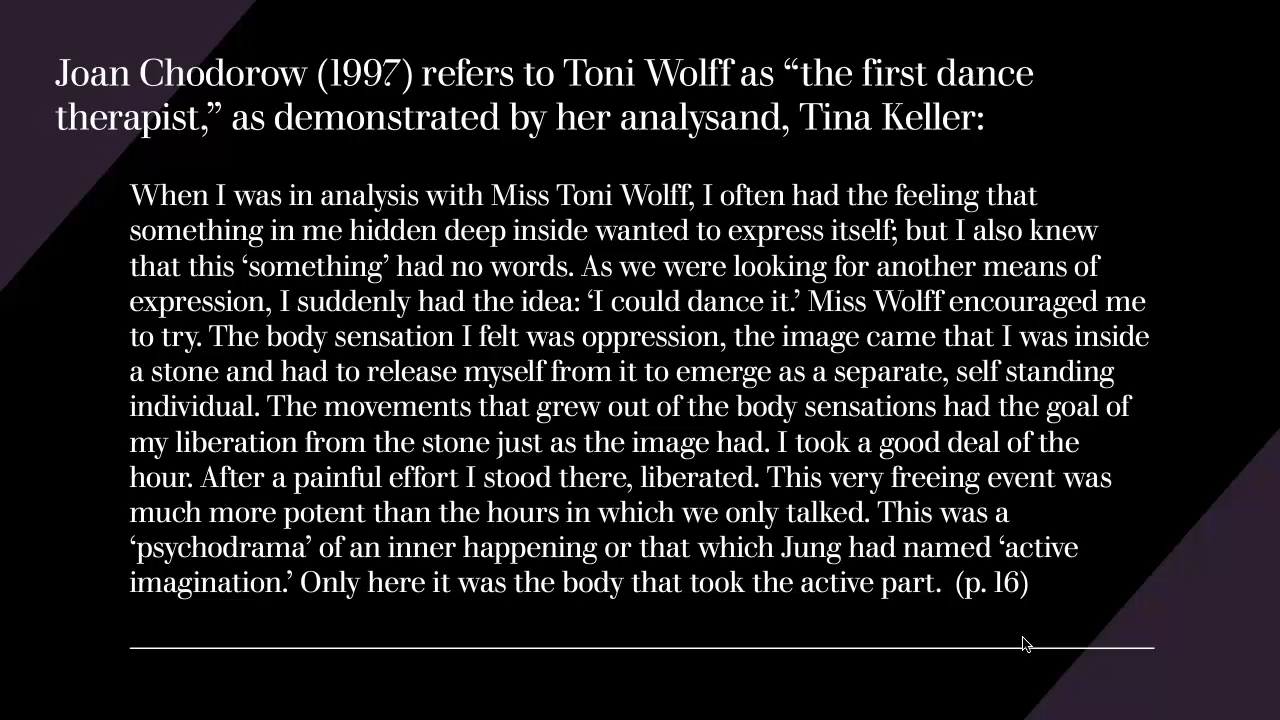 Joan Chodorow (1997) refers to Toni Wolff as “the first dance
therapist,” as demonstrated by her analysand, Tina Keller:
When I was in analysis with Miss Toni Wolff, I often had the feeling that
something in me hidden deep inside wanted to express itself; but I also knew
that this ‘something’ had no words. As we were looking for another means of
expression, I suddenly had the idea: ‘I could dance it.’ Miss Wolff encouraged me
to try. The body sensation I felt was oppression, the image came that I was inside
a stone and had to release myself from it to emerge as a separate, self standing
individual. The movements that grew out of the body sensations had the goal of
my liberation from the stone just as the image had. I took a good deal of the
hour. After a painful effort I stood there, liberated. This very freeing event was
much more potent than the hours in which we only talked. This was a
‘psychodrama’ of an inner happening or that which Jung had named ‘active
imagination.’ Only here it was the body that took the active part.  (p. 16)